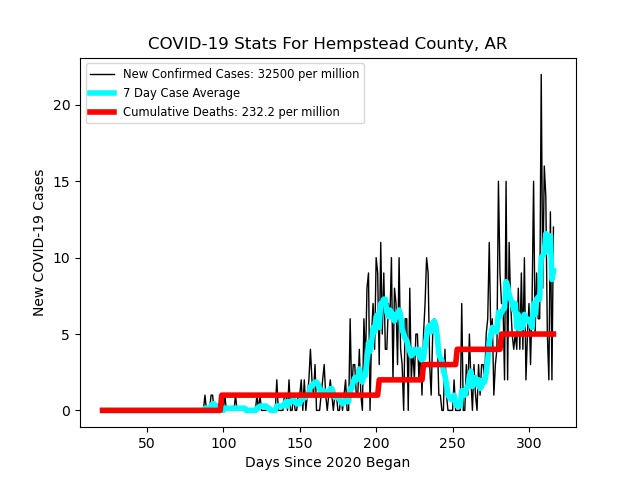 COVID-19 Stats For Hempstead County, AR
New Confirmed Cases: 32500 per million
7 Day Case Average
Cumulative Deaths: 232.2 per million
New COVID-19 Cases
20
15
10
5
0
50 100 150 200 250 300
Days Since 2020 Began